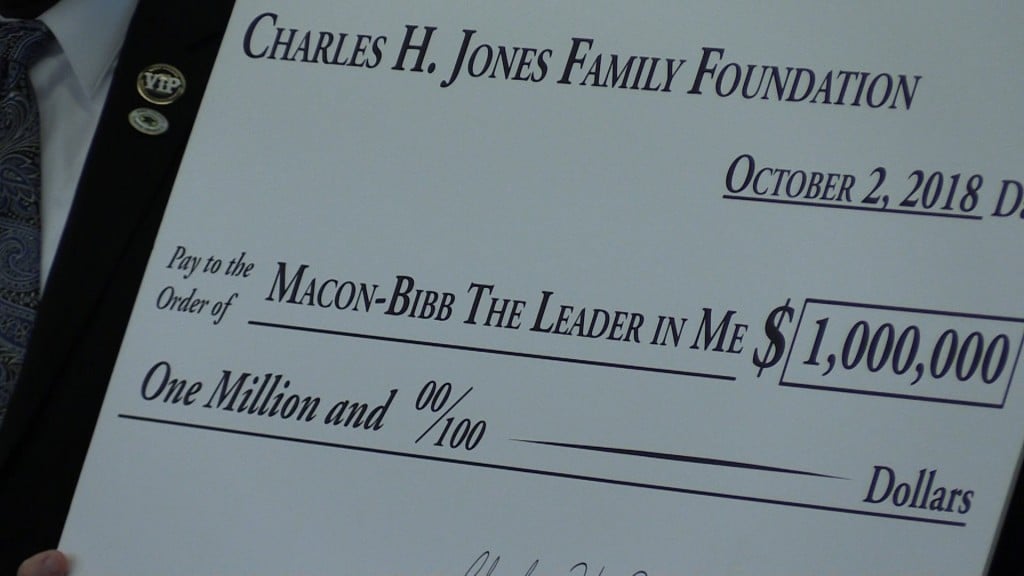 VIP
CHARLES H. JONES FAMILY FOUNDATION
OCTOBER 2, 2018
Pay to the
Order of
MACON-BIBB THE LEADER IN ME $ 1,000,000
One Million and 00/100 Dollars